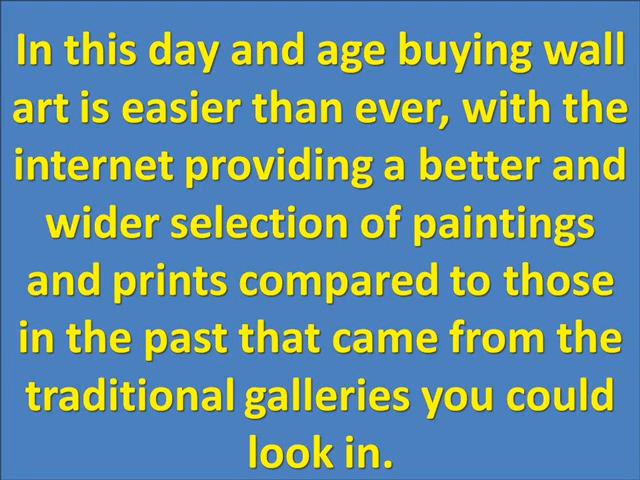 In this day and age buying wall
art is easier than ever, with the
internet providing a better and
wider selection of paintings
and prints compared to those
in the past that came from the
traditional galleries you could
look in.